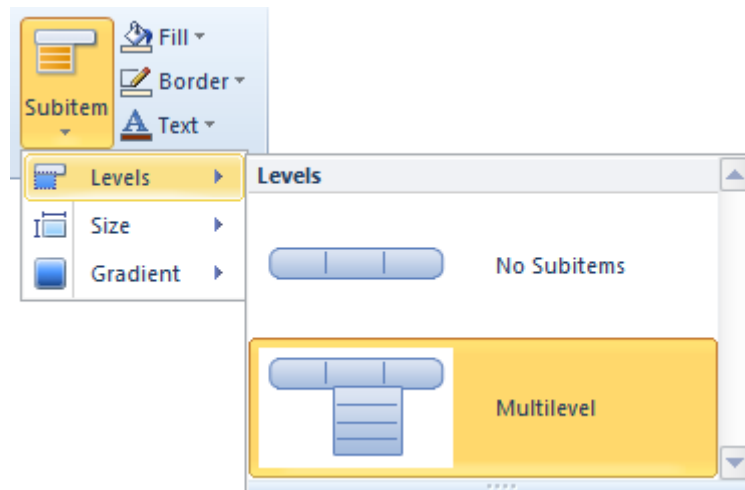 Fill
Border
Subitem
Text
Levels
Size
Gradient
Levels
No Subitems
Multilevel